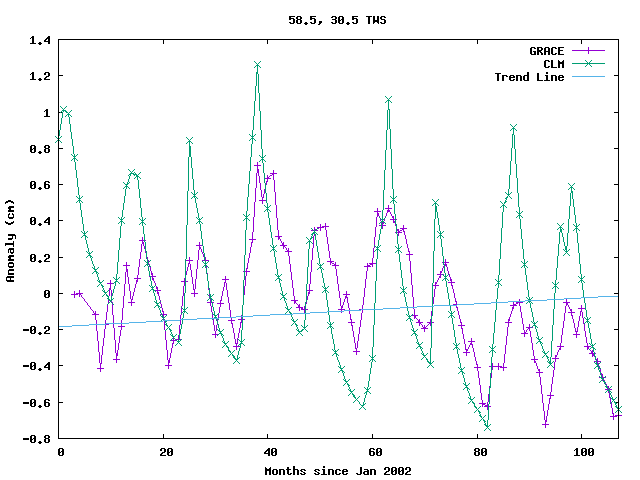 58.5, 30.5 TWS
GRACE
CLM
Trend Line
Anomaly (cm)
1.4
1.2
1
0.8
0.6
0.4
0.2
0
-0.2
-0.4
-0.6
-0.8
0 20 40 60 80 100
Months since Jan 2002